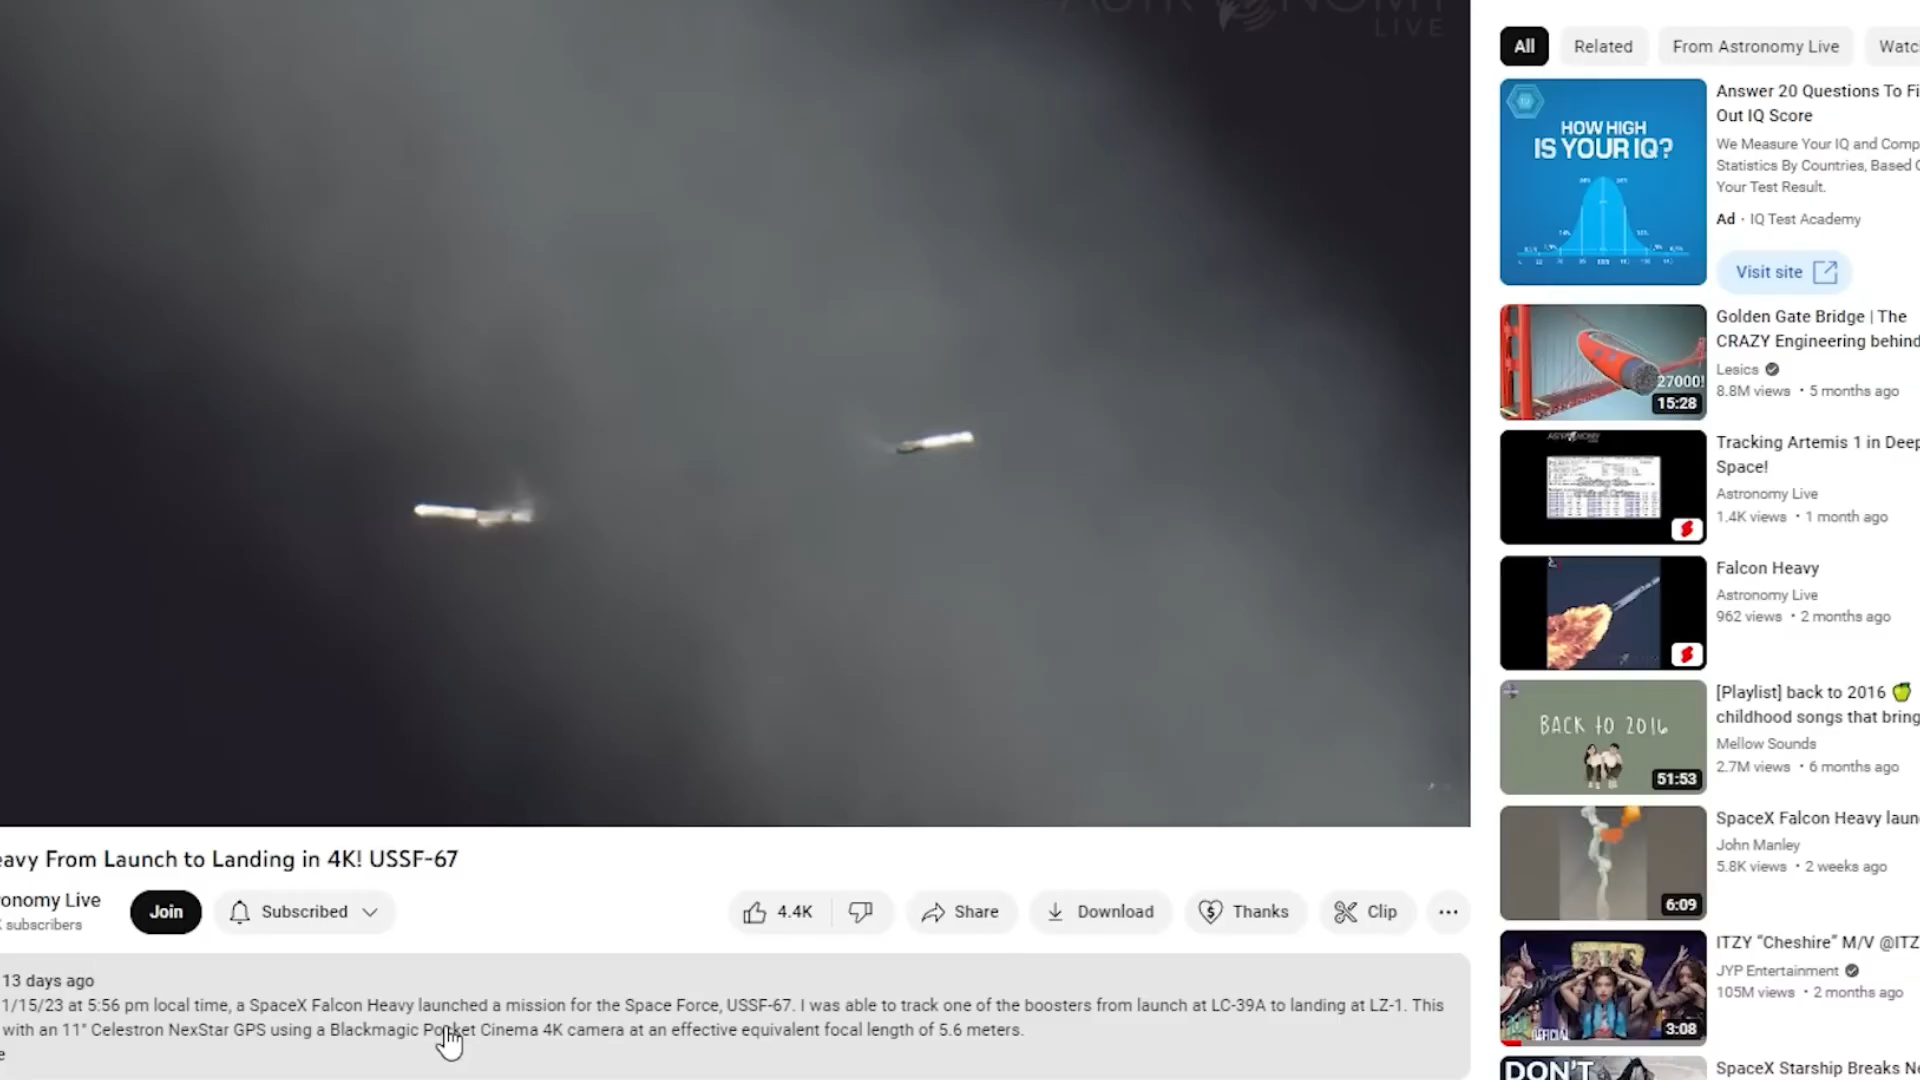 LIVE
eavy From Launch to Landing in 4K! USSF-67
ronomy Live
subscribers
Join
Subscribed
4.4K
Share
Download
Thanks
Clip
13 days ago
1/15/23 at 5:56 pm local time, a SpaceX Falcon Heavy launched a mission for the Space Force, USSF-67. I was able to track one of the boosters from launch at LC-39A to landing at LZ-1. This
with an 11" Celestron NexStar GPS using a Blackmagic Pocket Cinema 4K camera at an effective equivalent focal length of 5.6 meters.
e
All
Related
From Astronomy Live
Watc
HOW HIGH
IS YOUR IQ?
Answer 20 Questions To Fi
Out IQ Score
We Measure Your IQ and Comp
Statistics By Countries, Based
Your Test Result.
Ad · IQ Test Academy
Visit site
27000!
15:28
Golden Gate Bridge | The
CRAZY Engineering behind
Lesics
8.8M views • 5 months ago
Tracking Artemis 1 in Deep
Space!
Astronomy Live
1.4K views • 1 month ago
Falcon Heavy
Astronomy Live
962 views • 2 months ago
BACK TO 2016
51:53
[Playlist] back to 2016 🍏
childhood songs that bring
Mellow Sounds
2.7M views • 6 months ago
6:09
SpaceX Falcon Heavy laun
John Manley
5.8K views • 2 weeks ago
OFFICIAL
3:08
ITZY “Cheshire” M/V @ITZ
JYP Entertainment
105M views • 2 months ago
DON'T
SpaceX Starship Breaks Ne